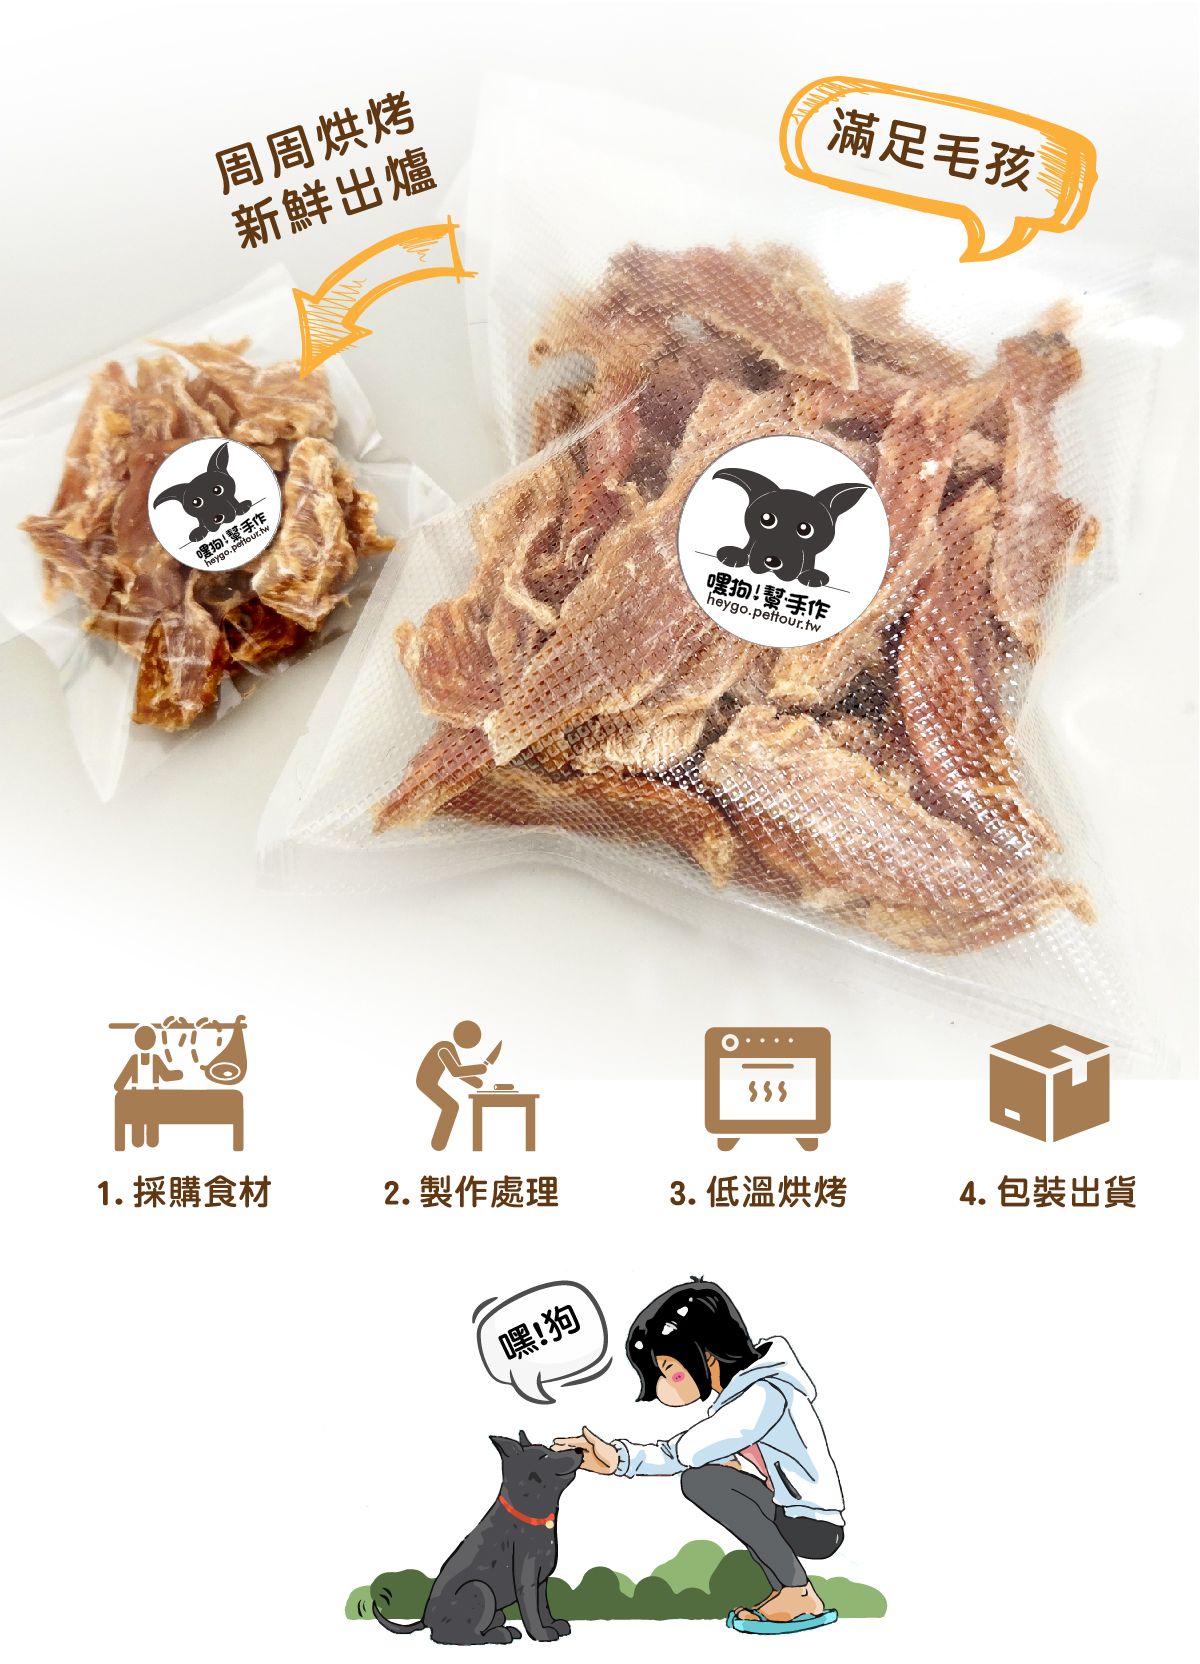 周周烘烤
新鮮出爐
滿足毛孩
嘿狗!幫手作
heygo.pettour.tw
嘿狗!幫手作
heygo.pettour.tw
1. 採購食材
2. 製作處理
3. 低溫烘烤
4. 包裝出貨
嘿!狗